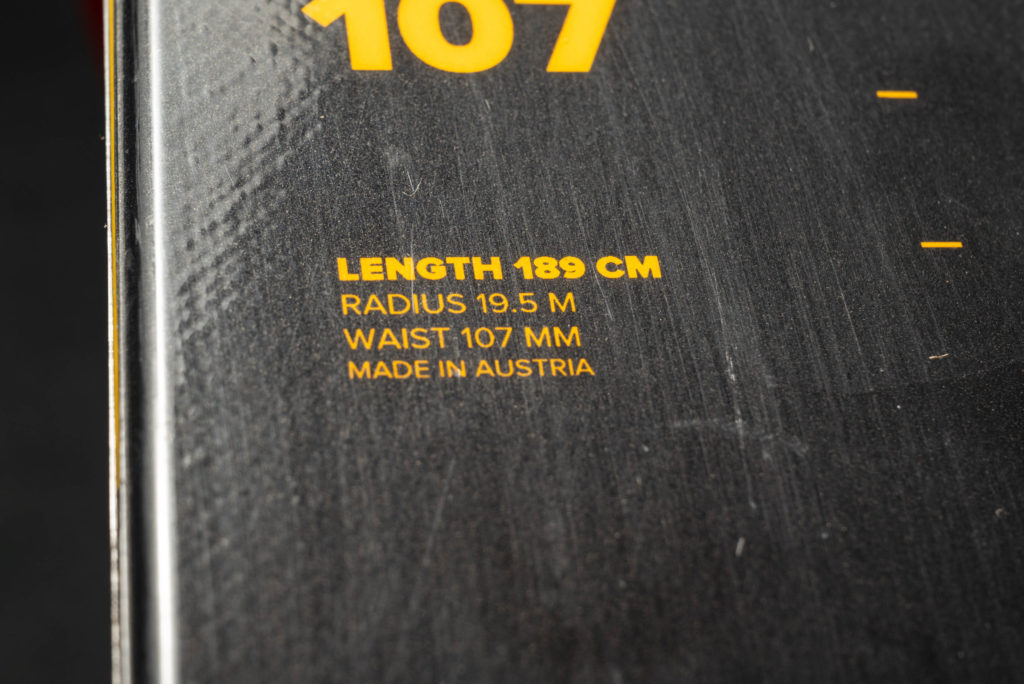 107
LENGTH 189 CM
RADIUS 19.5 M
WAIST 107 MM
MADE IN AUSTRIA